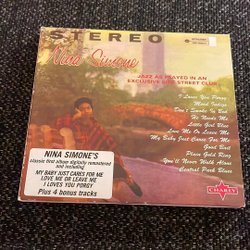 STEREO
Nina Simone
JAZZ AS PLAYED IN AN
EXCLUSIVE SIDE STREET CLUB
I Loves You Porgy
Mood Indigo
Don't Smoke In Bed
He Needs Me
Little Girl Blue
Love Me Or Leave Me
My Baby Just Cares For Me
Good Bait
Plain Gold Ring
You'll Never Walk Alone
Central Park Blues
NINA SIMONE'S
classic first album digitally remastered
and including
MY BABY JUST CARES FOR ME
LOVE ME OR LEAVE ME
I LOVES YOU PORGY
Plus 4 bonus tracks
CHARLY